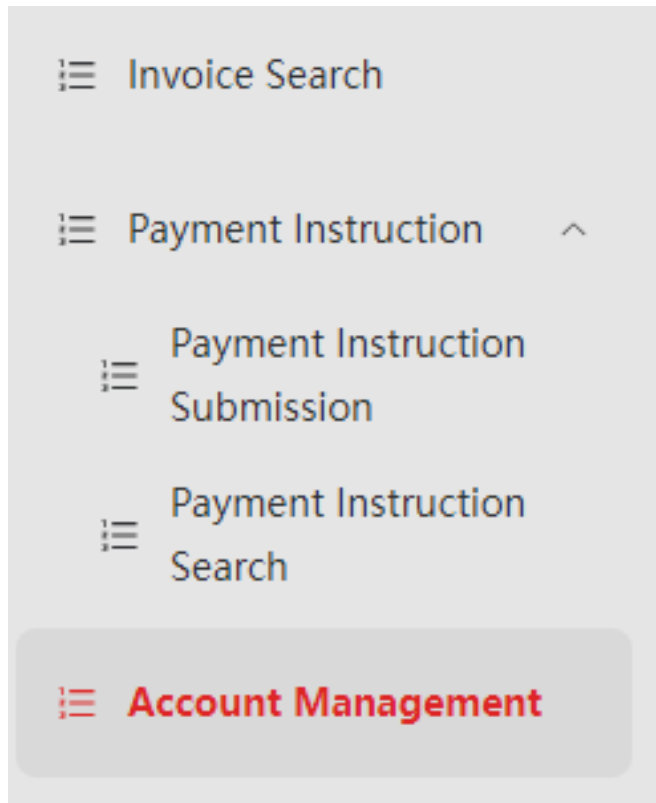 Invoice Search
Payment Instruction
Payment Instruction
Submission
Payment Instruction
Search
Account Management